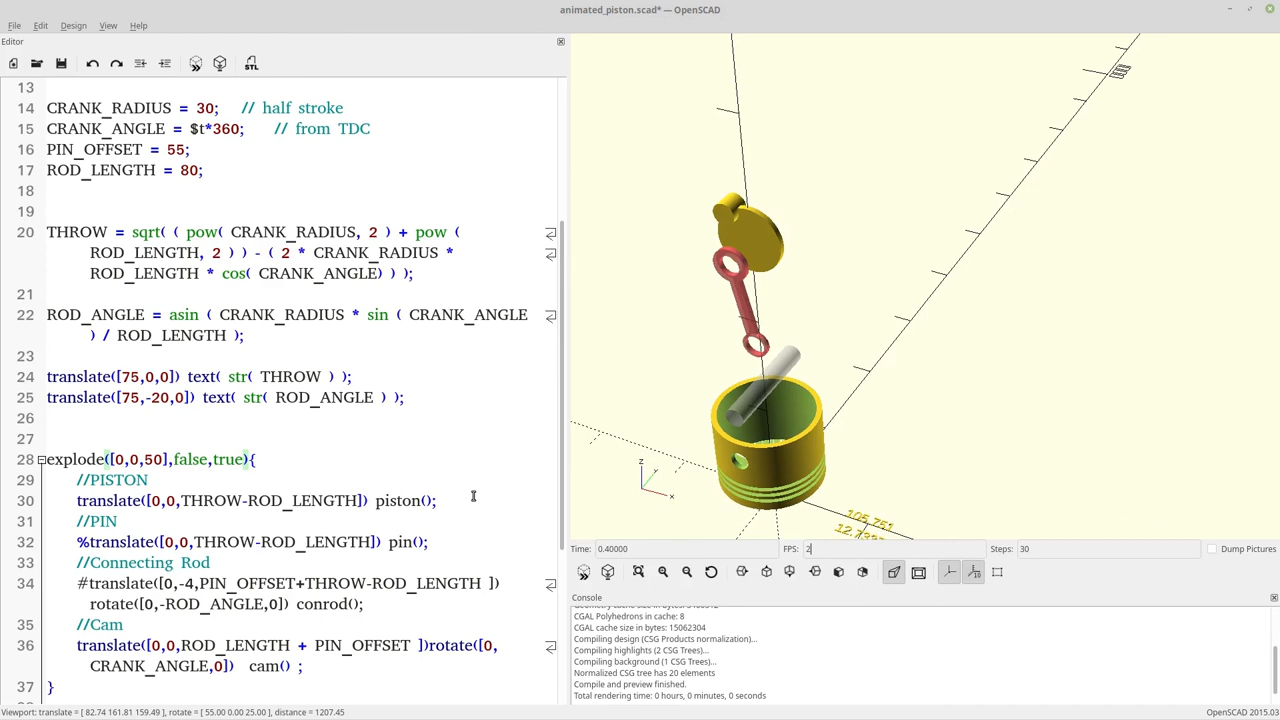 animated_piston.scad* — OpenSCAD
File Edit Design View Help
Editor
STL
13
14 CRANK_RADIUS = 30; // half stroke
15 CRANK_ANGLE = $t*360; // from TDC
16 PIN_OFFSET = 55;
17 ROD_LENGTH = 80;
18
19
20 THROW = sqrt( ( pow( CRANK_RADIUS, 2 ) + pow (
ROD_LENGTH, 2 ) ) - ( 2 * CRANK_RADIUS *
ROD_LENGTH * cos( CRANK_ANGLE) ) );
21
22 ROD_ANGLE = asin ( CRANK_RADIUS * sin ( CRANK_ANGLE
) / ROD_LENGTH );
23
24 translate([75,0,0]) text( str( THROW ) );
25 translate([75,-20,0]) text( str( ROD_ANGLE ) );
26
27
28 explode([0,0,50],false,true){
29 //PISTON
30 translate([0,0,THROW-ROD_LENGTH]) piston();
31 //PIN
32 %translate([0,0,THROW-ROD_LENGTH]) pin();
33 //Connecting Rod
34 #translate([0,-4,PIN_OFFSET+THROW-ROD_LENGTH ])
rotate([0,-ROD_ANGLE,0]) conrod();
35 //Cam
36 translate([0,0,ROD_LENGTH + PIN_OFFSET ])rotate([0,
CRANK_ANGLE,0]) cam() ;
37 }
z
y
x
105.751
Time: 0.40000 FPS: 2 Steps: 30 Dump Pictures
10
Console
CGAL Polyhedrons in cache: 8
CGAL cache size in bytes: 15062304
Compiling design (CSG Products normalization)...
Compiling highlights (2 CSG Trees)...
Compiling background (1 CSG Trees)...
Normalized CSG tree has 20 elements
Compile and preview finished.
Total rendering time: 0 hours, 0 minutes, 0 seconds
Viewport: translate = [ 82.74 161.81 159.49 ], rotate = [ 55.00 0.00 25.00 ], distance = 1207.45
OpenSCAD 2015.03